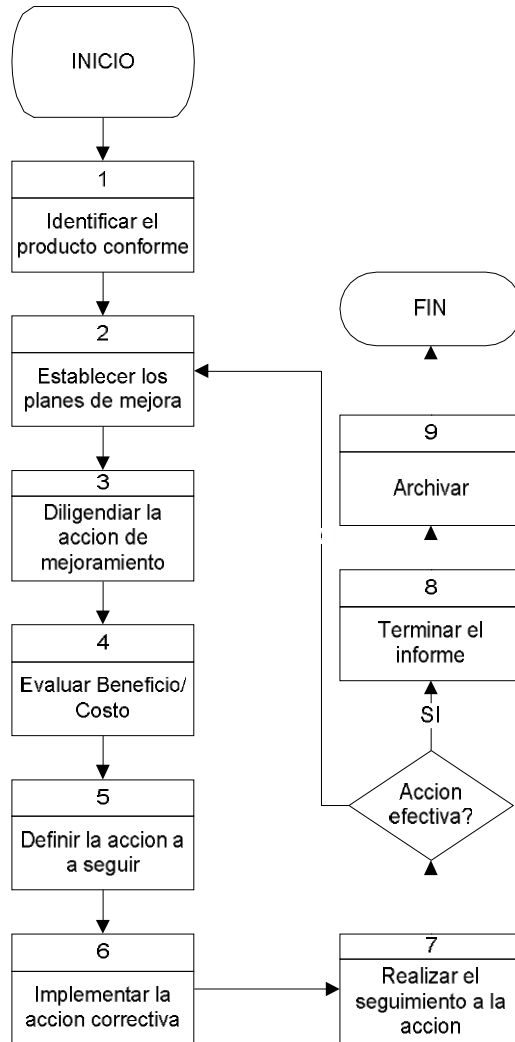 INICIO
1
Identificar el
producto conforme
2
Establecer los
planes de mejora
3
Diligendiar la
accion de
mejoramiento
4
Evaluar Beneficio/
Costo
5
Definir la accion a
a seguir
6
Implementar la
accion correctiva
7
Realizar el
seguimiento a la
accion
Accion
efectiva?
SI
8
Terminar el
informe
9
Archivar
FIN